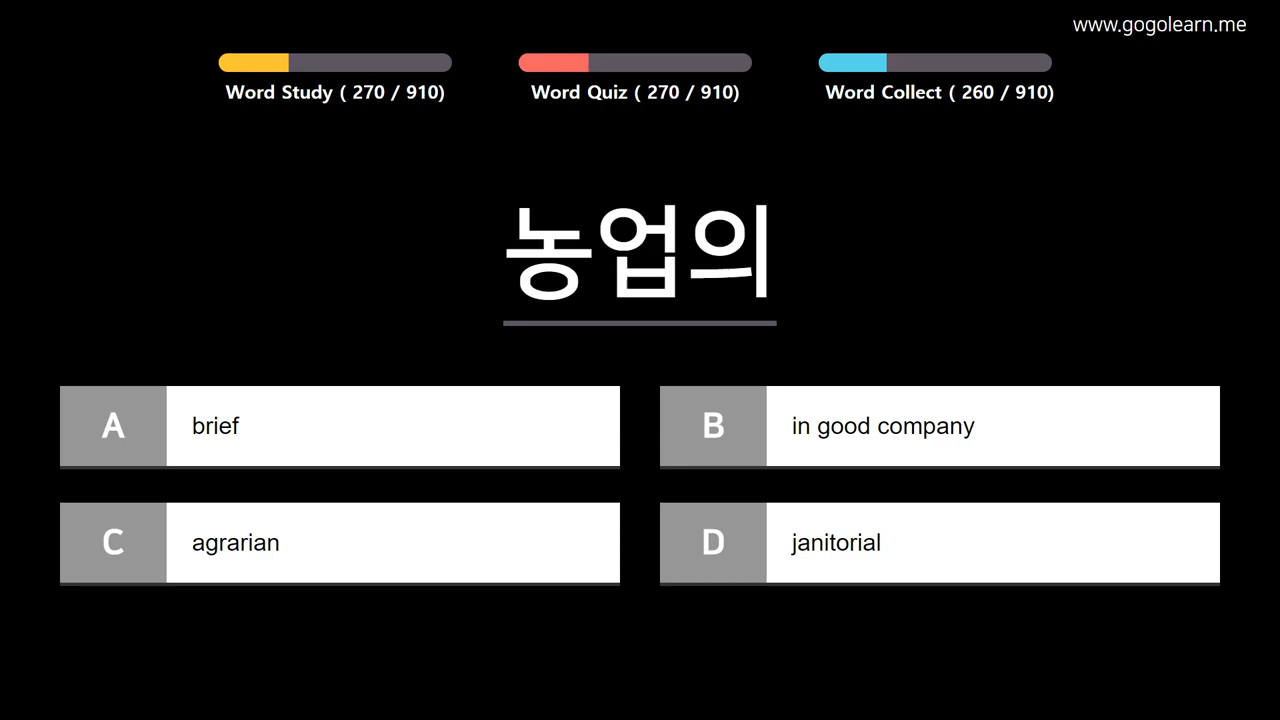 www.gogolearn.me
Word Study ( 270 / 910)
Word Quiz ( 270 / 910)
Word Collect ( 260 / 910)
농업의
A brief
B in good company
C agrarian
D janitorial